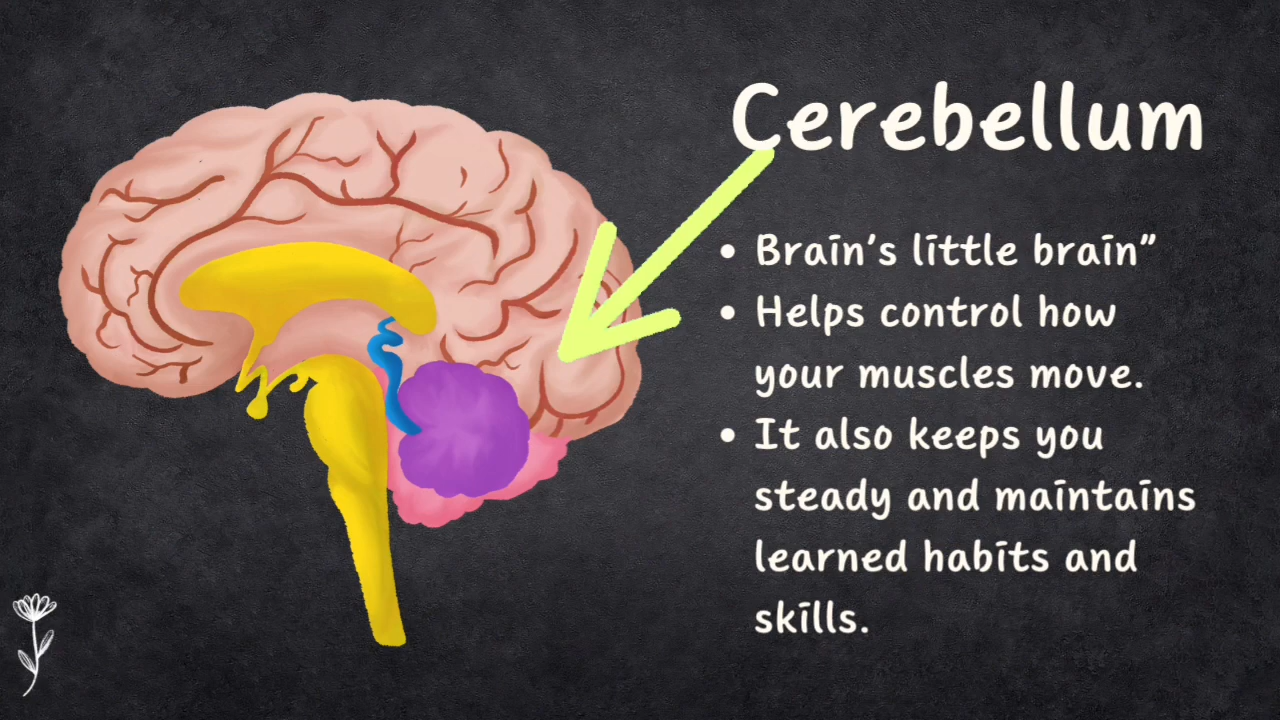 Cerebellum
• Brain's little brain”
• Helps control how
your muscles move.
• It also keeps you
steady and maintains
learned habits and
skills.